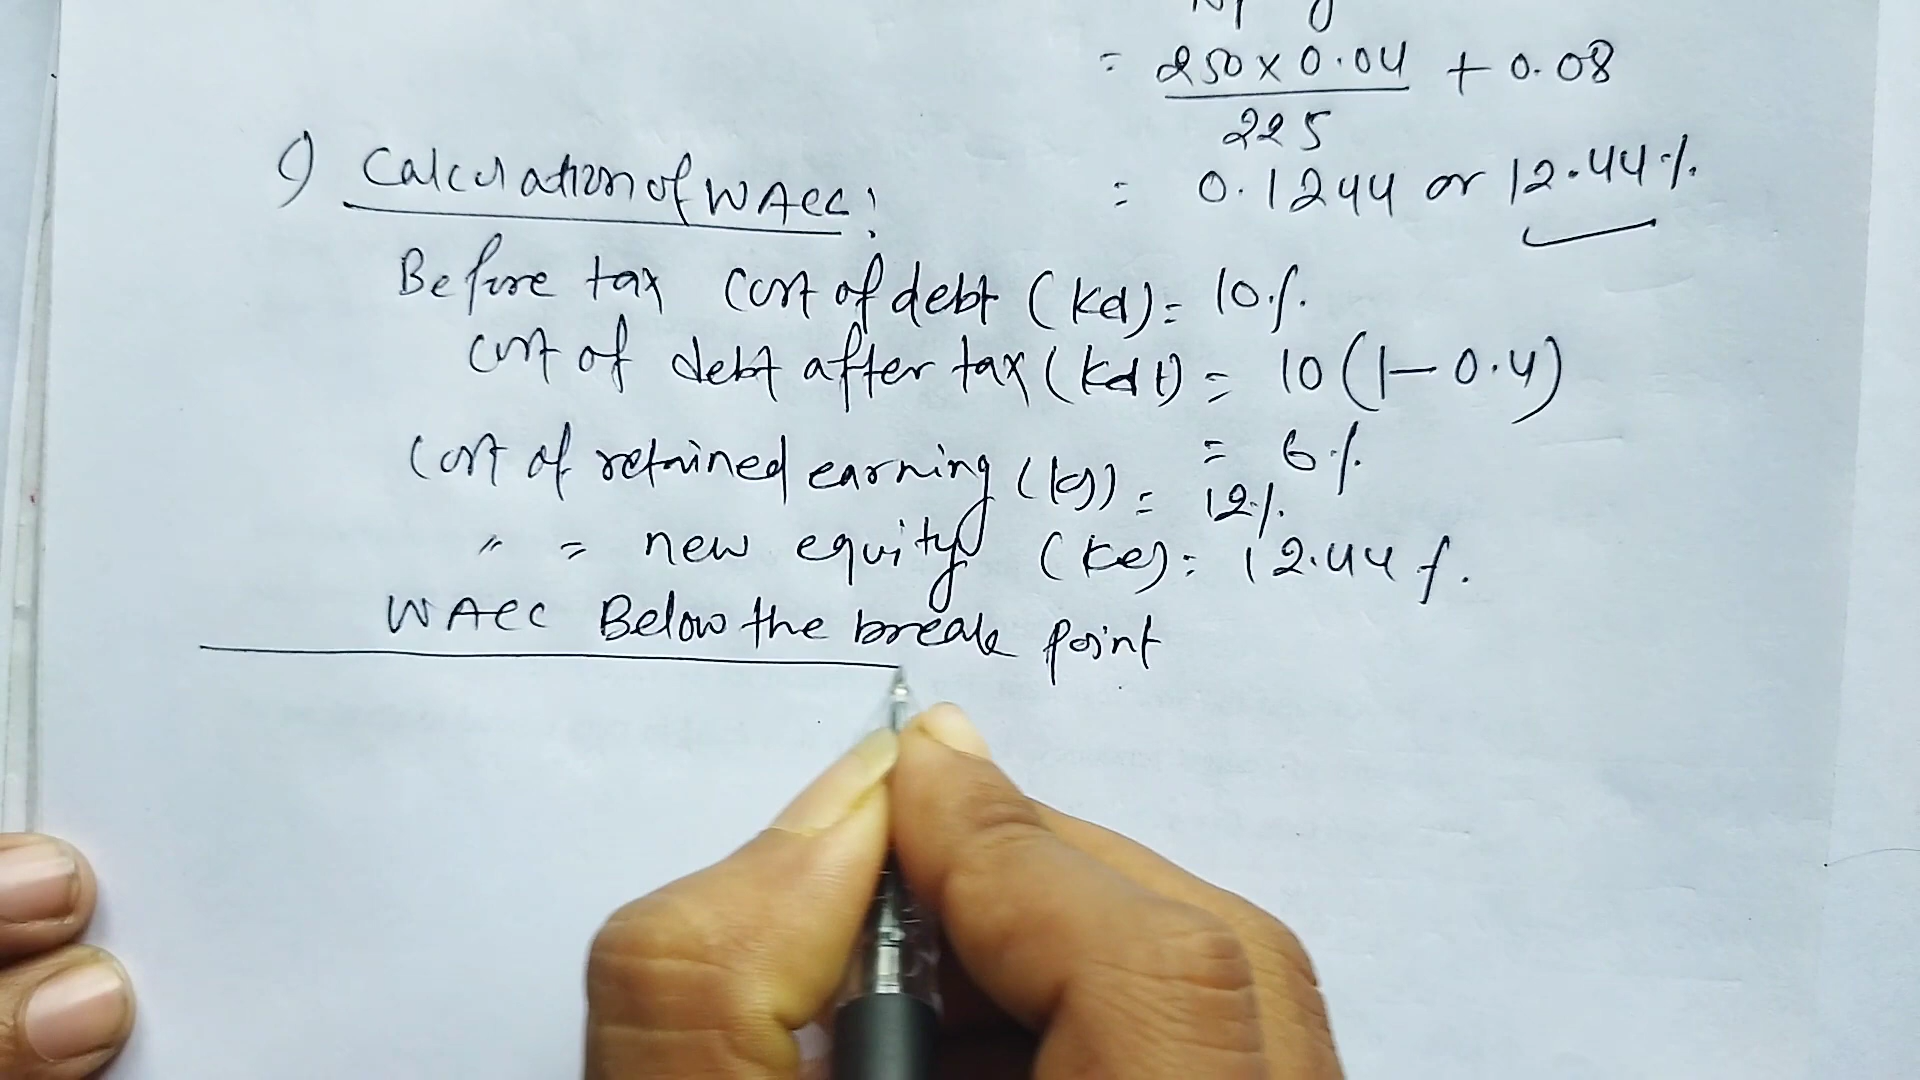 = 250 x 0.04 + 0.08
225
= 0.1244 or 12.44%
c) Calculation of WACC:
Before tax cost of debt (Kd) = 10%.
cost of debt after tax (Kdt) = 10 (1 - 0.4)
= 6%
Cost of retained earning (ks) = 12%.
" = new equity (ke) = 12.44%.
WACC Below the break point